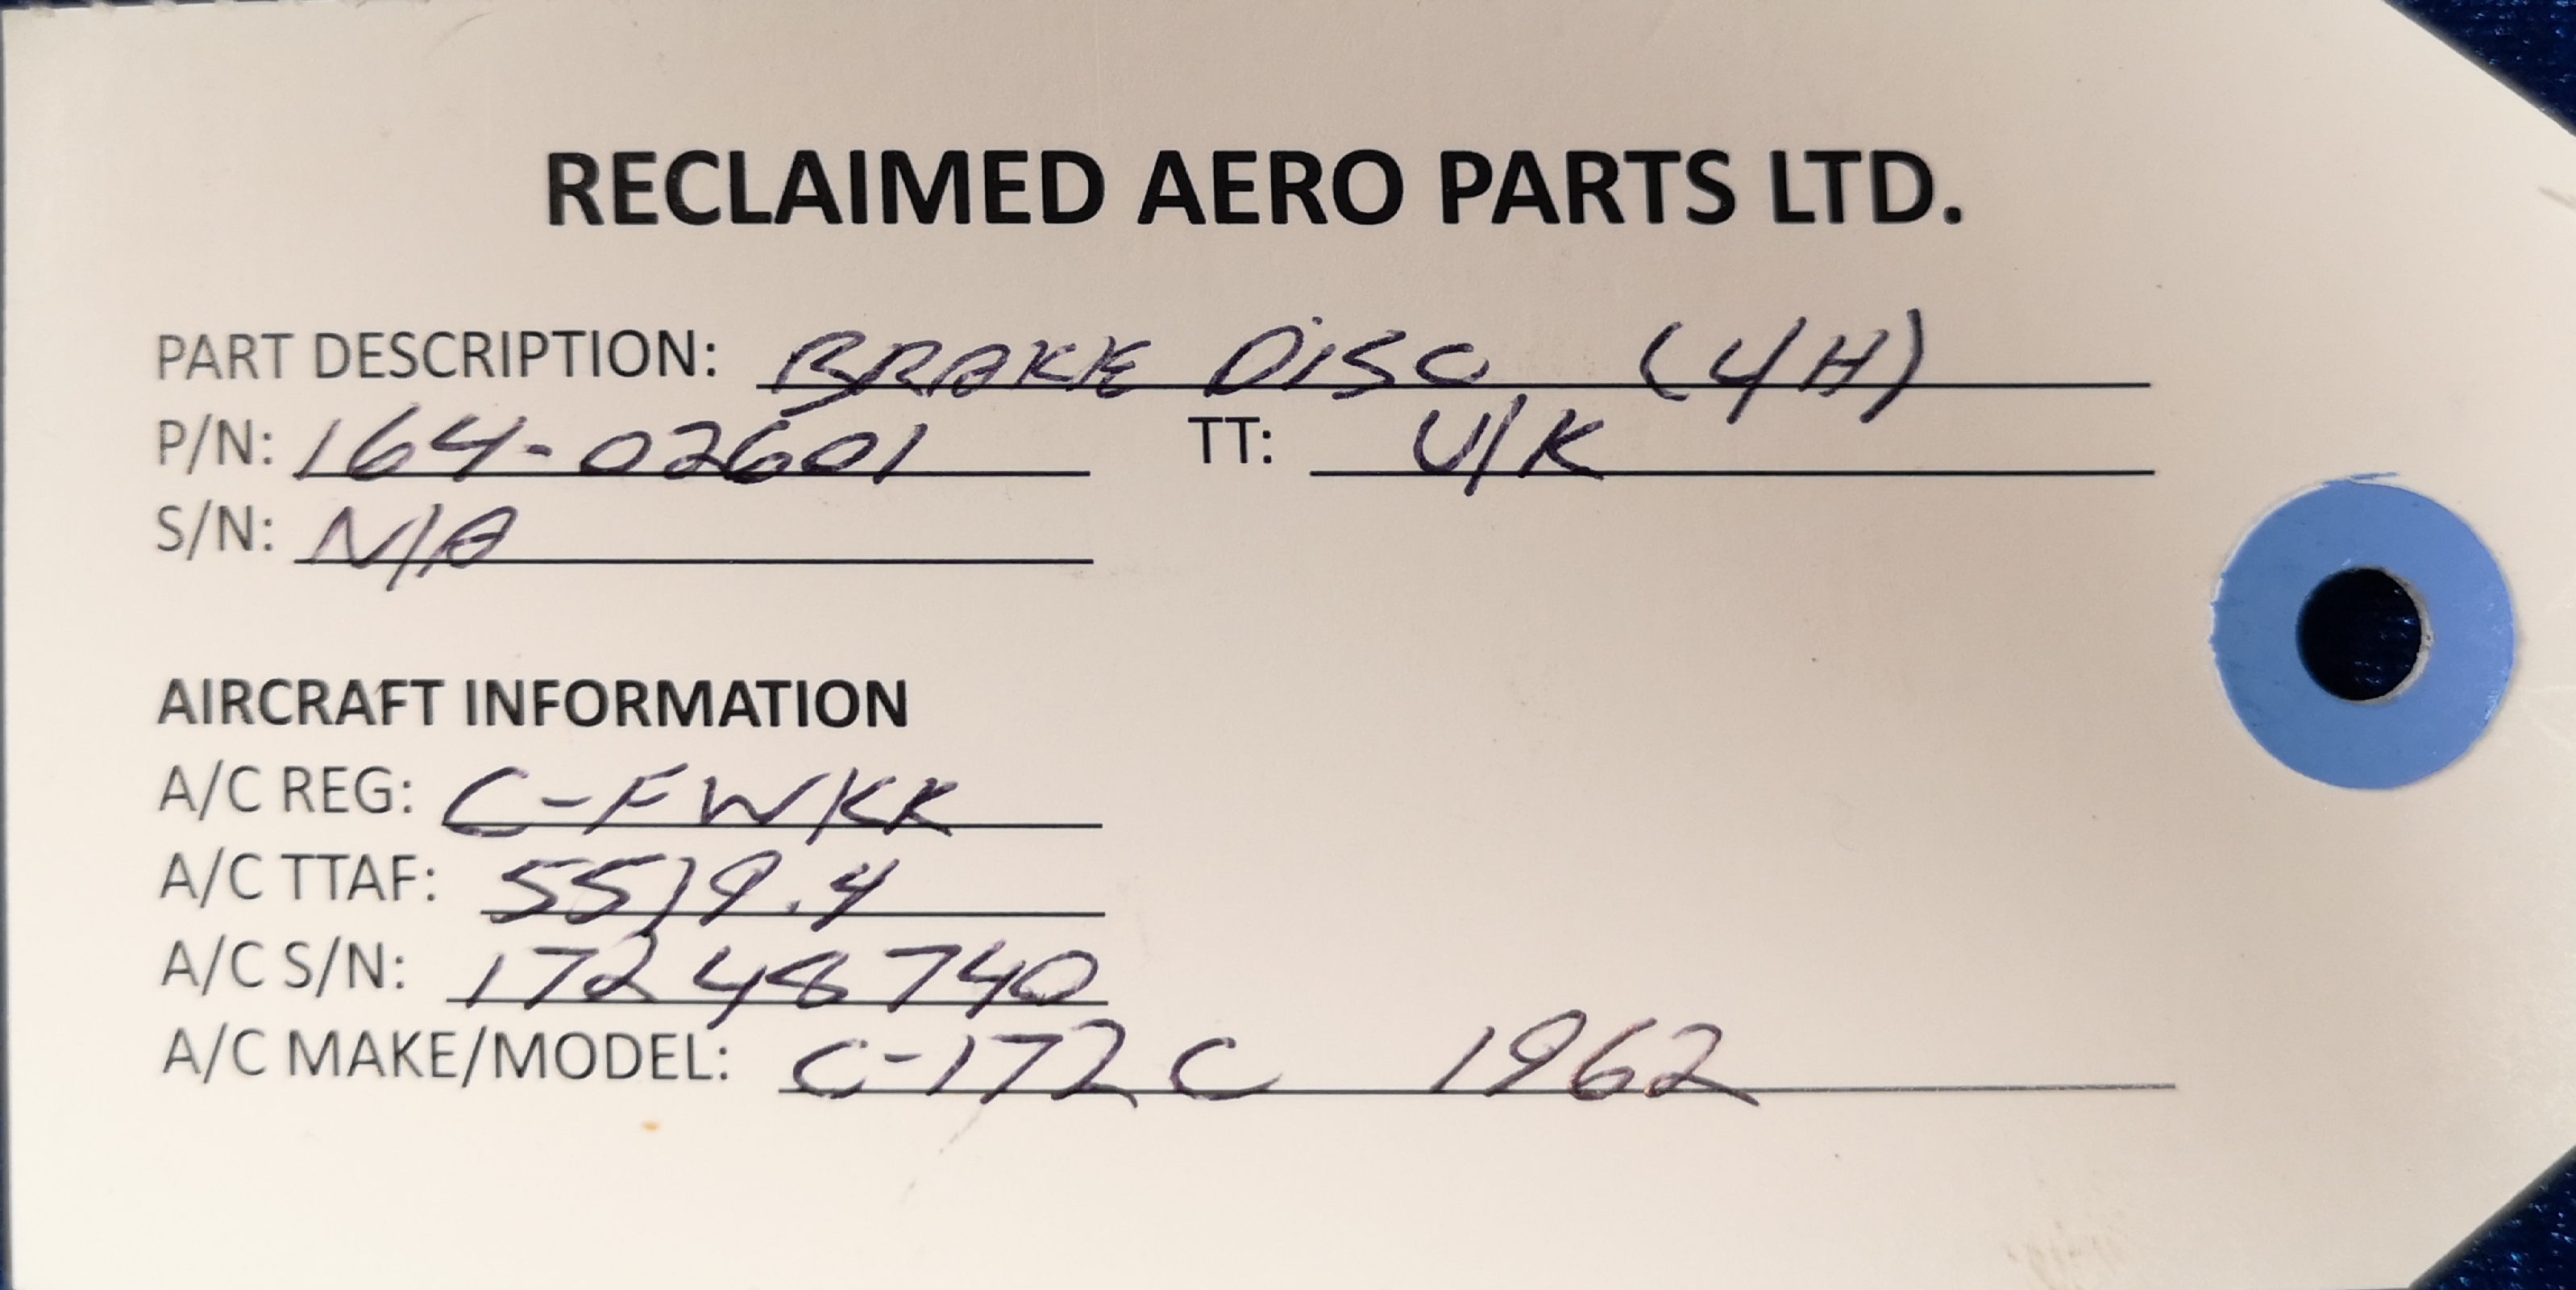 RECLAIMED AERO PARTS LTD.
PART DESCRIPTION: BRAKE DISC (4/H)
P/N: 164-02601 TT: U/K
S/N: N/A
AIRCRAFT INFORMATION
A/C REG: C-FWKK
A/C TTAF: 5519.4
A/C S/N: 17248740
A/C MAKE/MODEL: C-172C 1962